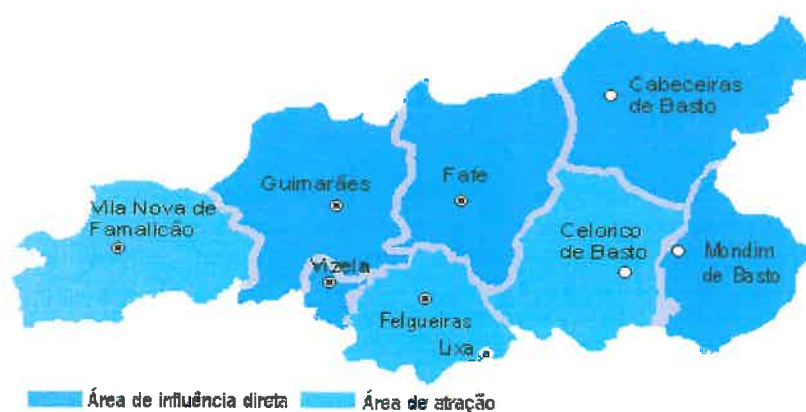 Cabeceiras
de Basto
Guimarães
Fafe
Vila Nova de
Famalicão
Celorico
de Basto
Mondim
de Basto
Vizela
Felgueiras
Lixa
Área de influência direta
Área de atração